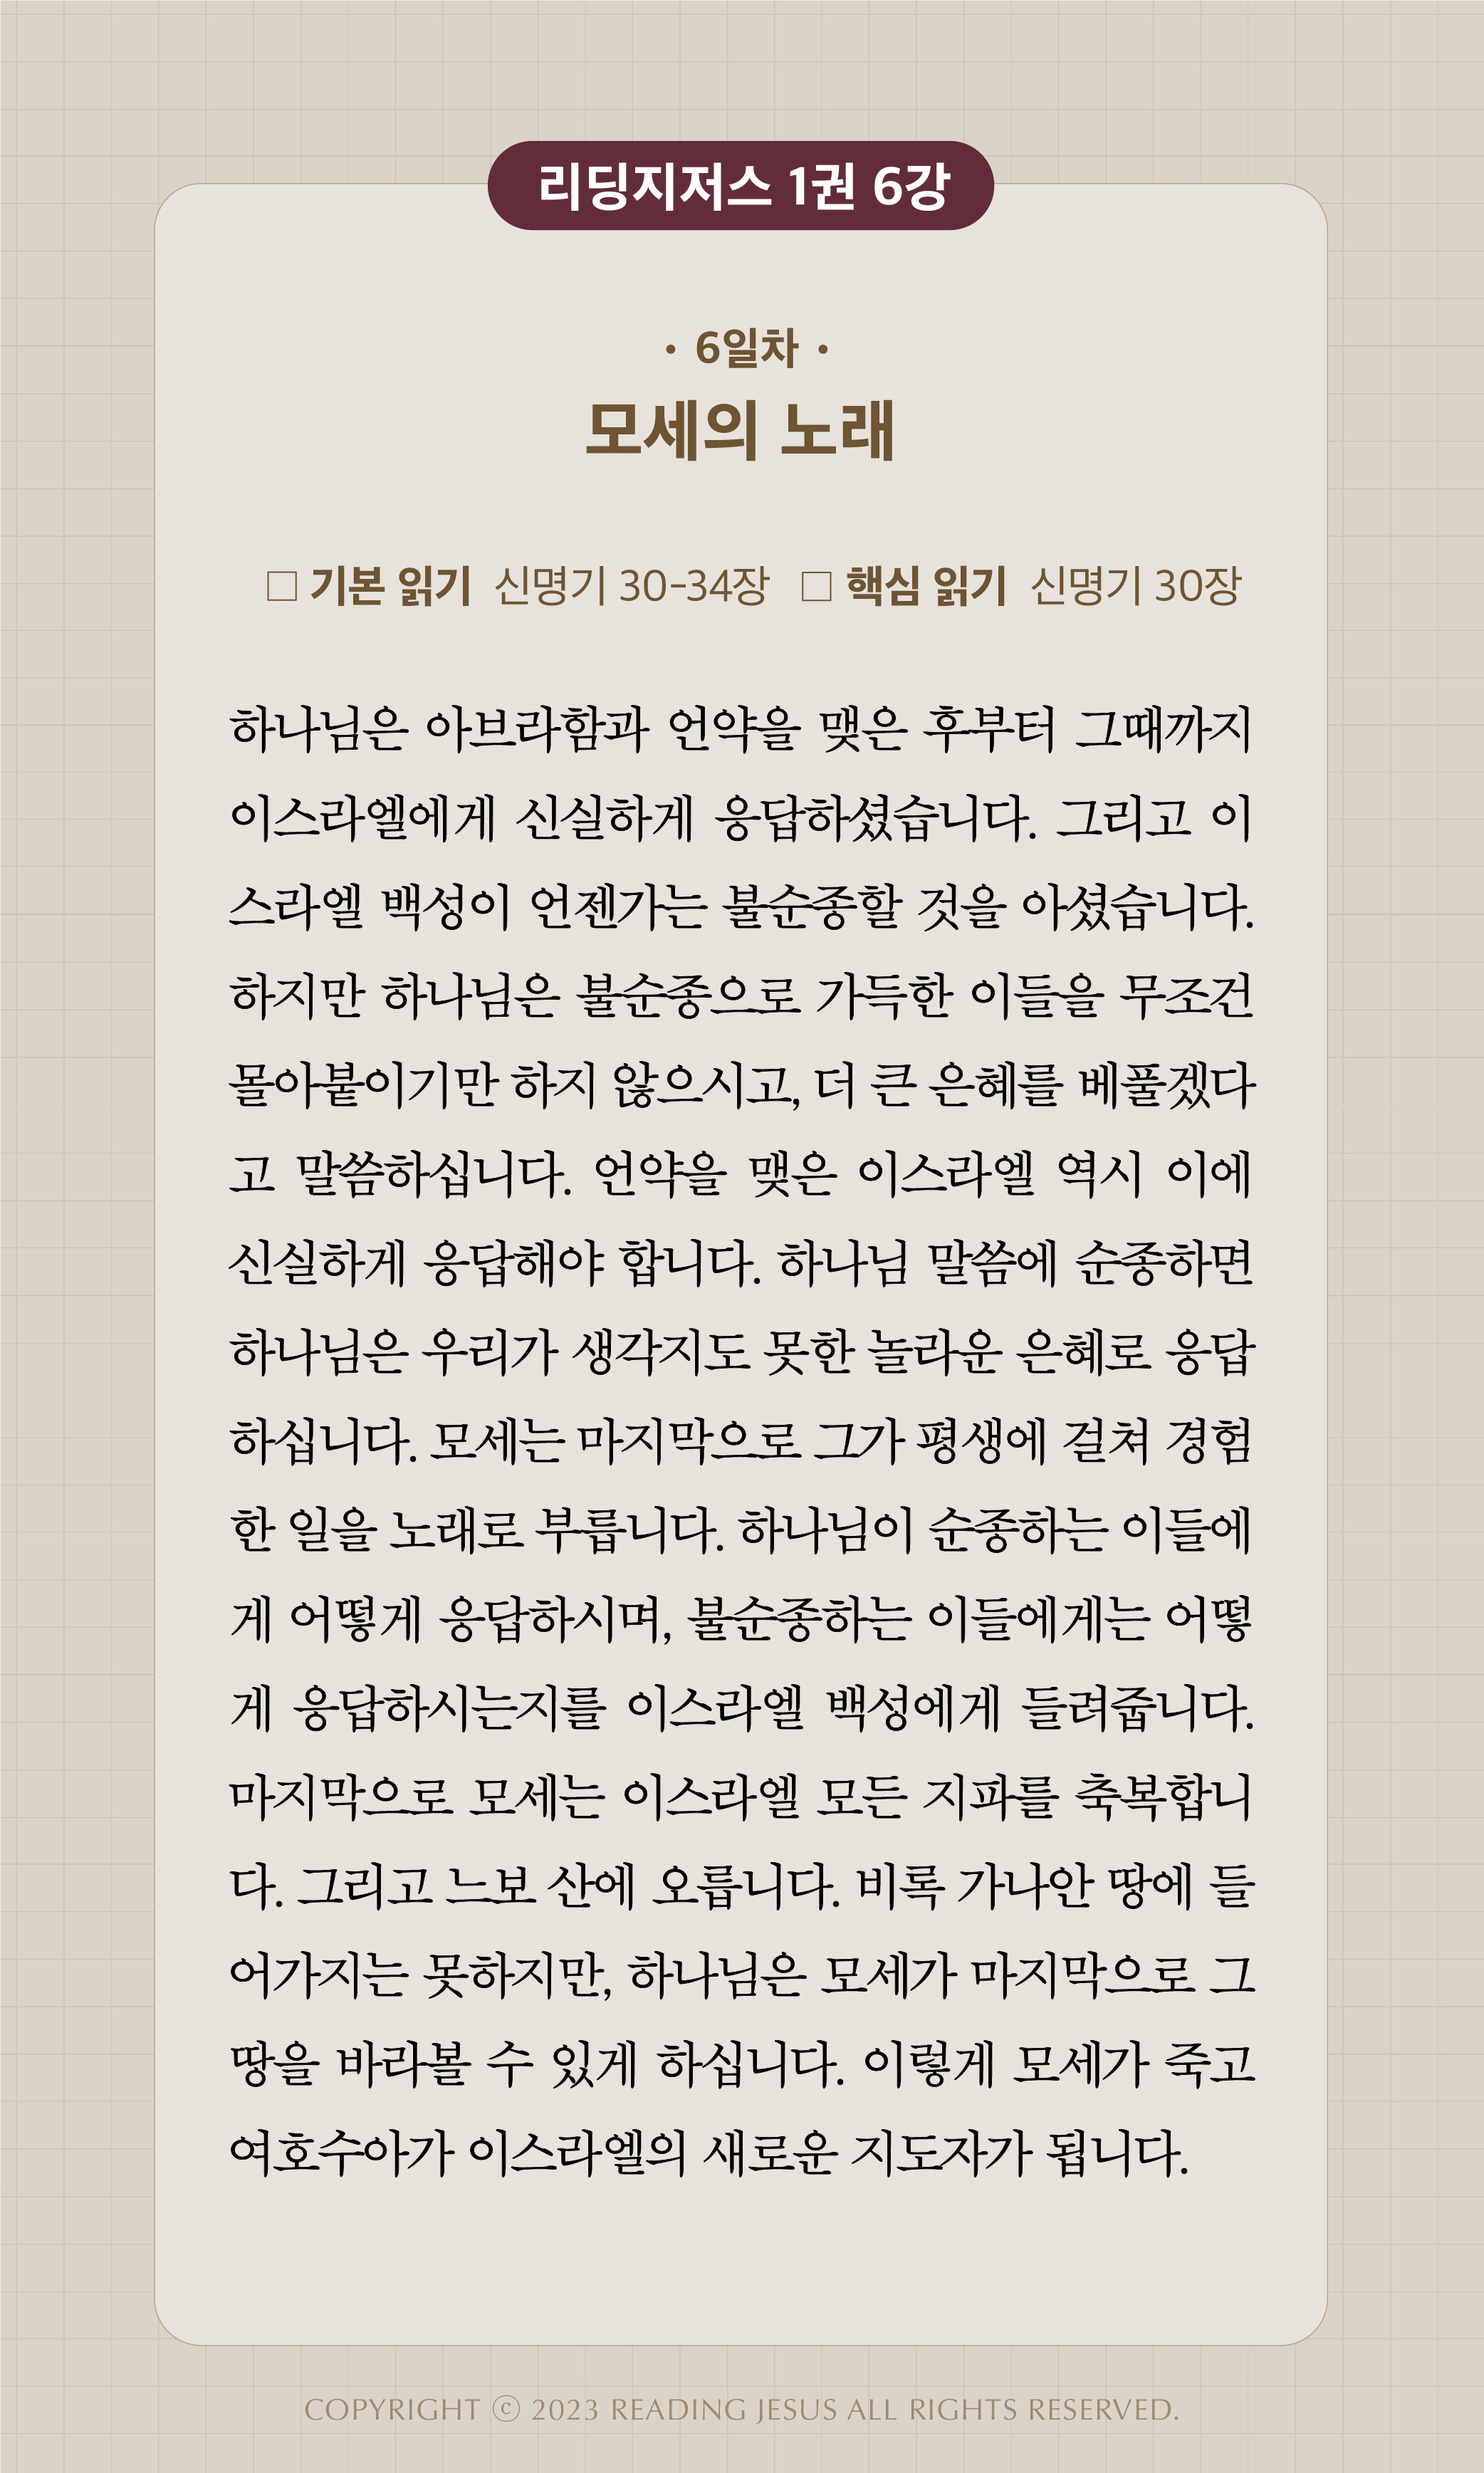 리딩지저스 1권 6강
· 6일차 ·
모세의 노래
□ 기본 읽기 신명기 30-34장 □ 핵심 읽기 신명기 30장
하나님은 아브라함과 언약을 맺은 후부터 그때까지
이스라엘에게 신실하게 응답하셨습니다. 그리고 이
스라엘 백성이 언젠가는 불순종할 것을 아셨습니다.
하지만 하나님은 불순종으로 가득한 이들을 무조건
몰아붙이기만 하지 않으시고, 더 큰 은혜를 베풀겠다
고 말씀하십니다. 언약을 맺은 이스라엘 역시 이에
신실하게 응답해야 합니다. 하나님 말씀에 순종하면
하나님은 우리가 생각지도 못한 놀라운 은혜로 응답
하십니다. 모세는 마지막으로 그가 평생에 걸쳐 경험
한 일을 노래로 부릅니다. 하나님이 순종하는 이들에
게 어떻게 응답하시며, 불순종하는 이들에게는 어떻
게 응답하시는지를 이스라엘 백성에게 들려줍니다.
마지막으로 모세는 이스라엘 모든 지파를 축복합니
다. 그리고 느보 산에 오릅니다. 비록 가나안 땅에 들
어가지는 못하지만, 하나님은 모세가 마지막으로 그
땅을 바라볼 수 있게 하십니다. 이렇게 모세가 죽고
여호수아가 이스라엘의 새로운 지도자가 됩니다.
COPYRIGHT ⓒ 2023 READING JESUS ALL RIGHTS RESERVED.